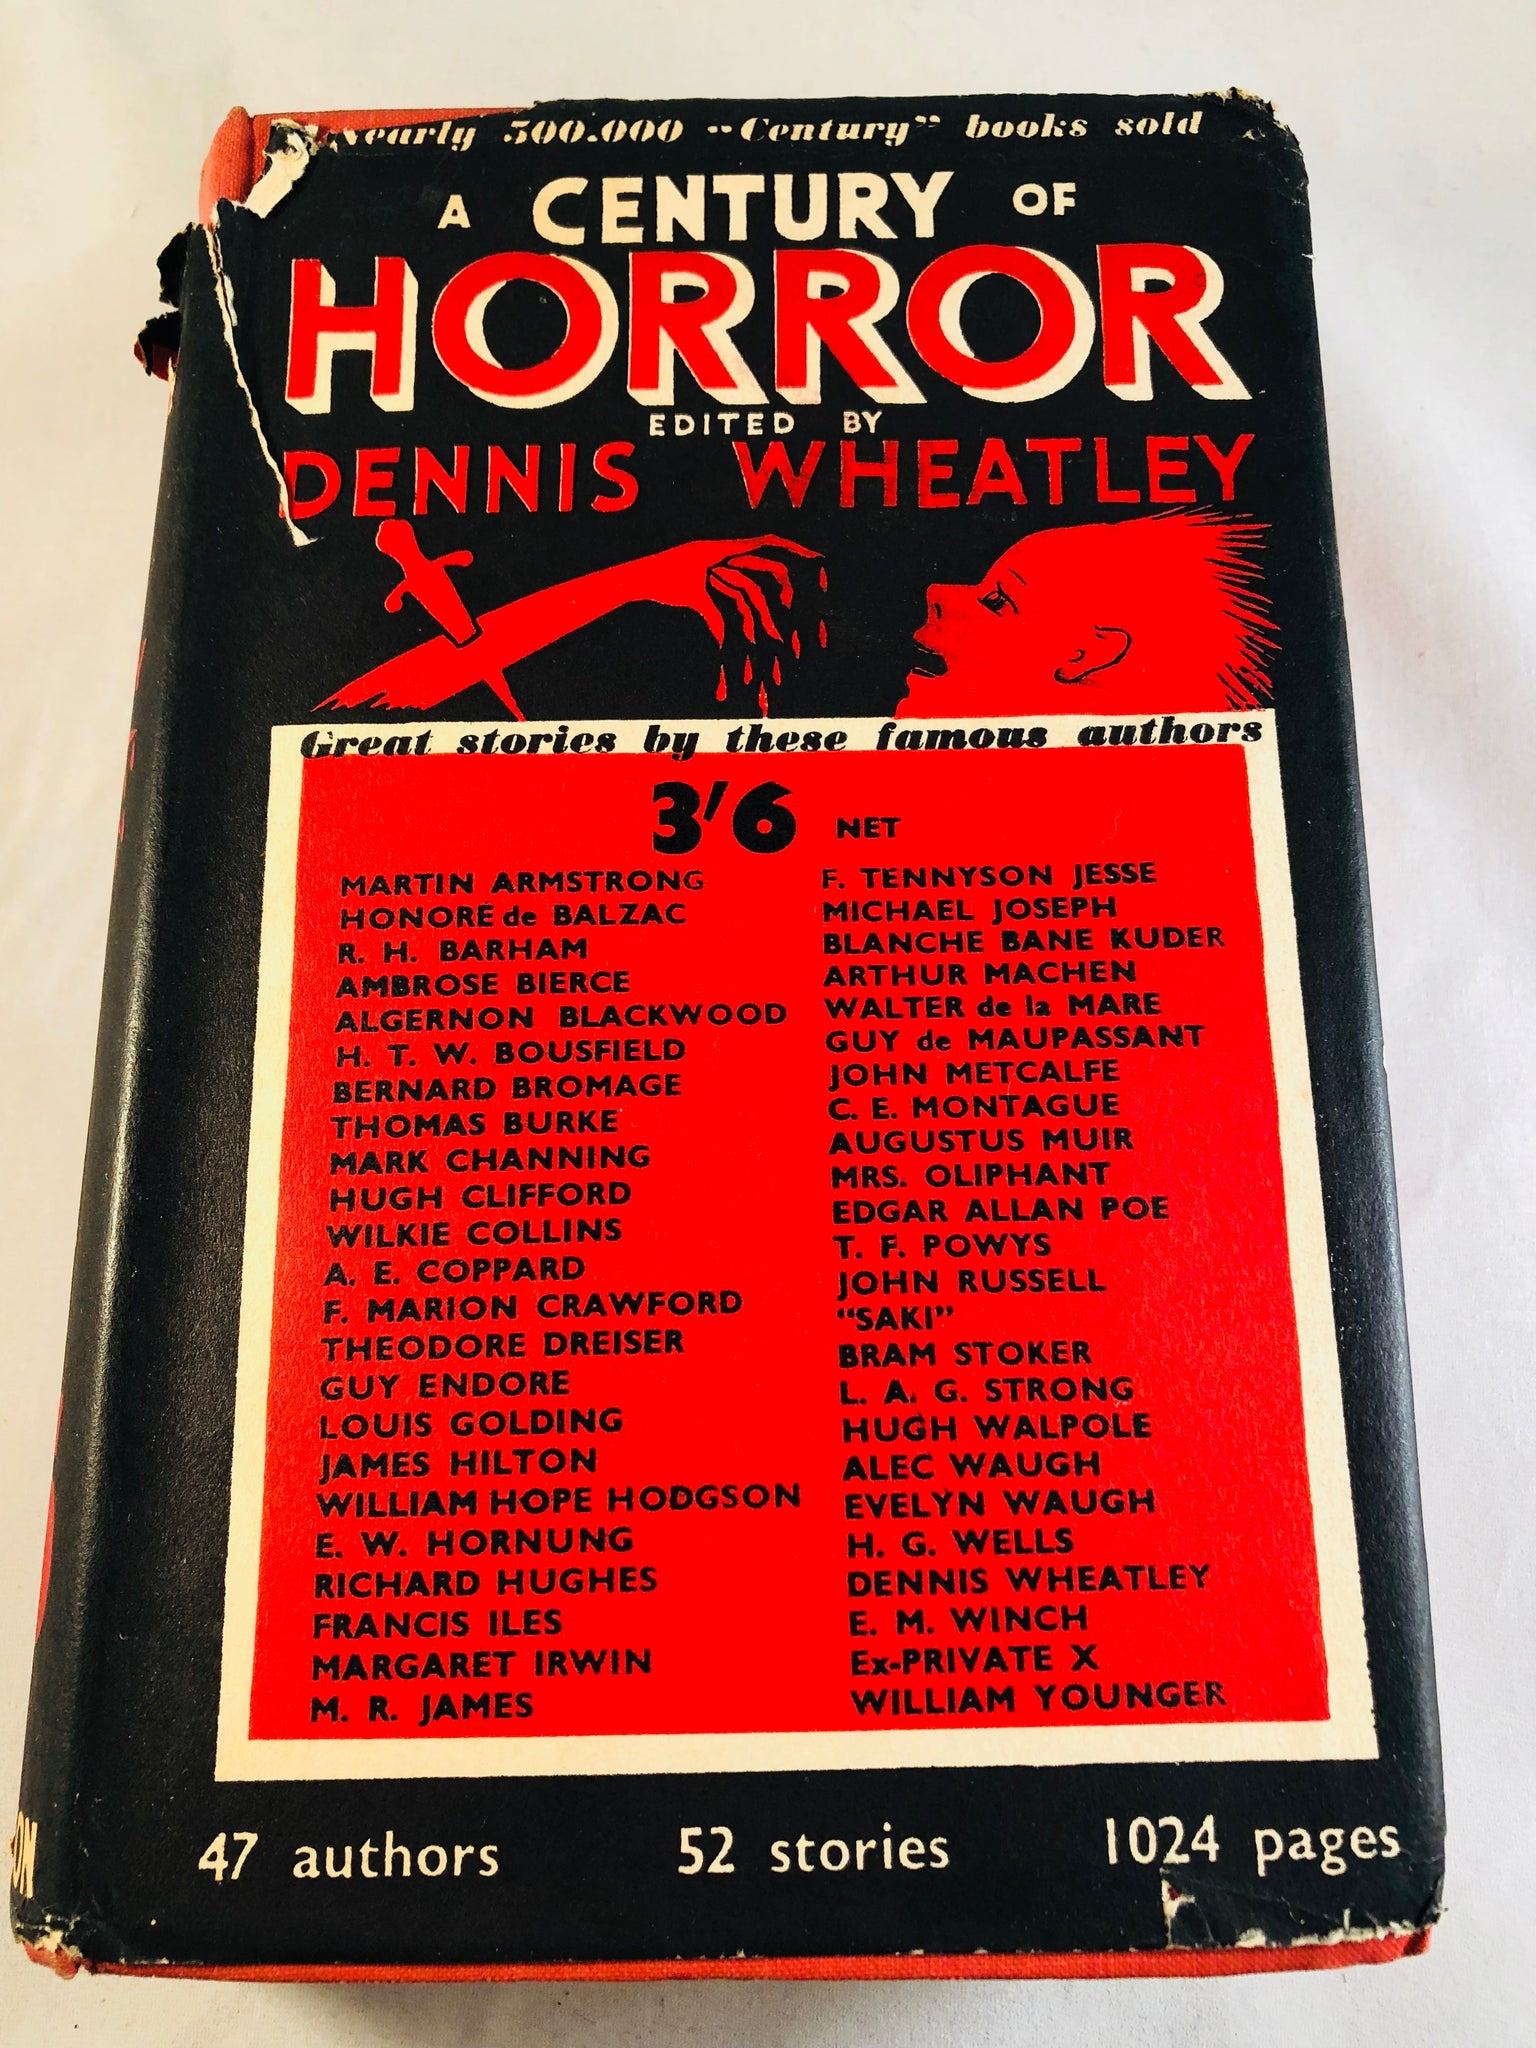 Nearly 500.000 "Century" books sold
A CENTURY OF
HORROR
EDITED BY
DENNIS WHEATLEY
Great stories by these famous authors
3'6 NET
MARTIN ARMSTRONG
HONORÉ de BALZAC
R. H. BARHAM
AMBROSE BIERCE
ALGERNON BLACKWOOD
H. T. W. BOUSFIELD
BERNARD BROMAGE
THOMAS BURKE
MARK CHANNING
HUGH CLIFFORD
WILKIE COLLINS
A. E. COPPARD
F. MARION CRAWFORD
THEODORE DREISER
GUY ENDORE
LOUIS GOLDING
JAMES HILTON
WILLIAM HOPE HODGSON
E. W. HORNUNG
RICHARD HUGHES
FRANCIS ILES
MARGARET IRWIN
M. R. JAMES
F. TENNYSON JESSE
MICHAEL JOSEPH
BLANCHE BANE KUDER
ARTHUR MACHEN
WALTER de la MARE
GUY de MAUPASSANT
JOHN METCALFE
C. E. MONTAGUE
AUGUSTUS MUIR
MRS. OLIPHANT
EDGAR ALLAN POE
T. F. POWYS
JOHN RUSSELL
"SAKI"
BRAM STOKER
L. A. G. STRONG
HUGH WALPOLE
ALEC WAUGH
EVELYN WAUGH
H. G. WELLS
DENNIS WHEATLEY
E. M. WINCH
Ex-PRIVATE X
WILLIAM YOUNGER
47 authors 52 stories 1024 pages